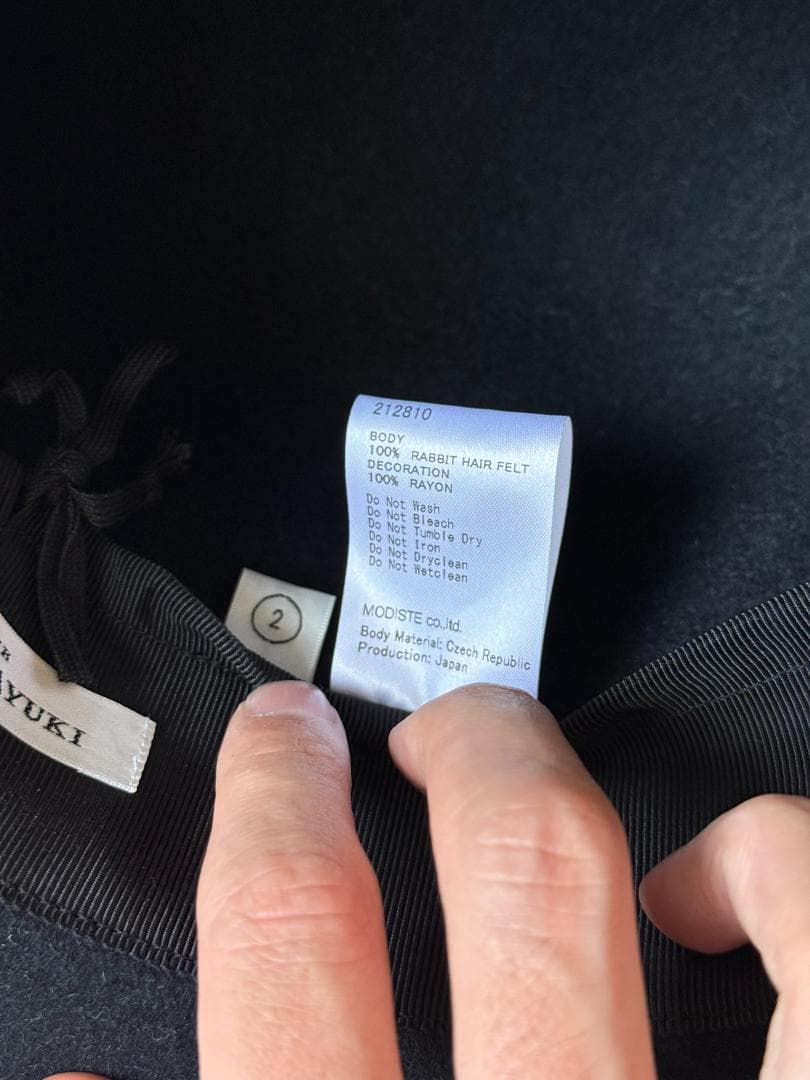 212810
BODY
100% RABBIT HAIR FELT
DECORATION
100% RAYON
Do Not Wash
Do Not Bleach
Do Not Tumble Dry
Do Not Iron
Do Not Dryclean
Do Not Wetclean
MODISTE co.,ltd.
Body Material: Czech Republic
Production: Japan
2
AYUKI